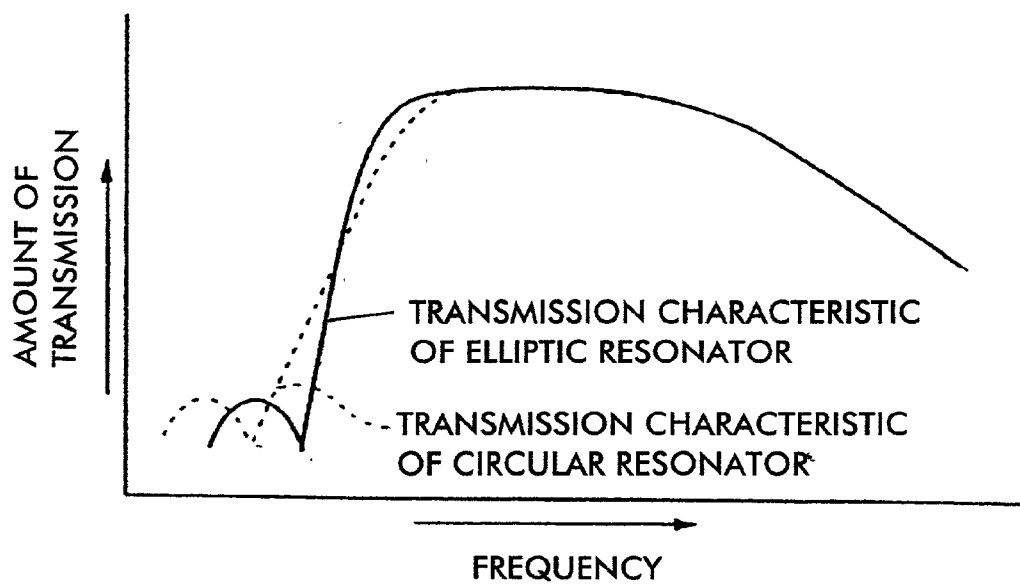 AMOUNT OF
TRANSMISSION
TRANSMISSION CHARACTERISTIC
OF ELLIPTIC RESONATOR
TRANSMISSION CHARACTERISTIC
OF CIRCULAR RESONATOR
FREQUENCY